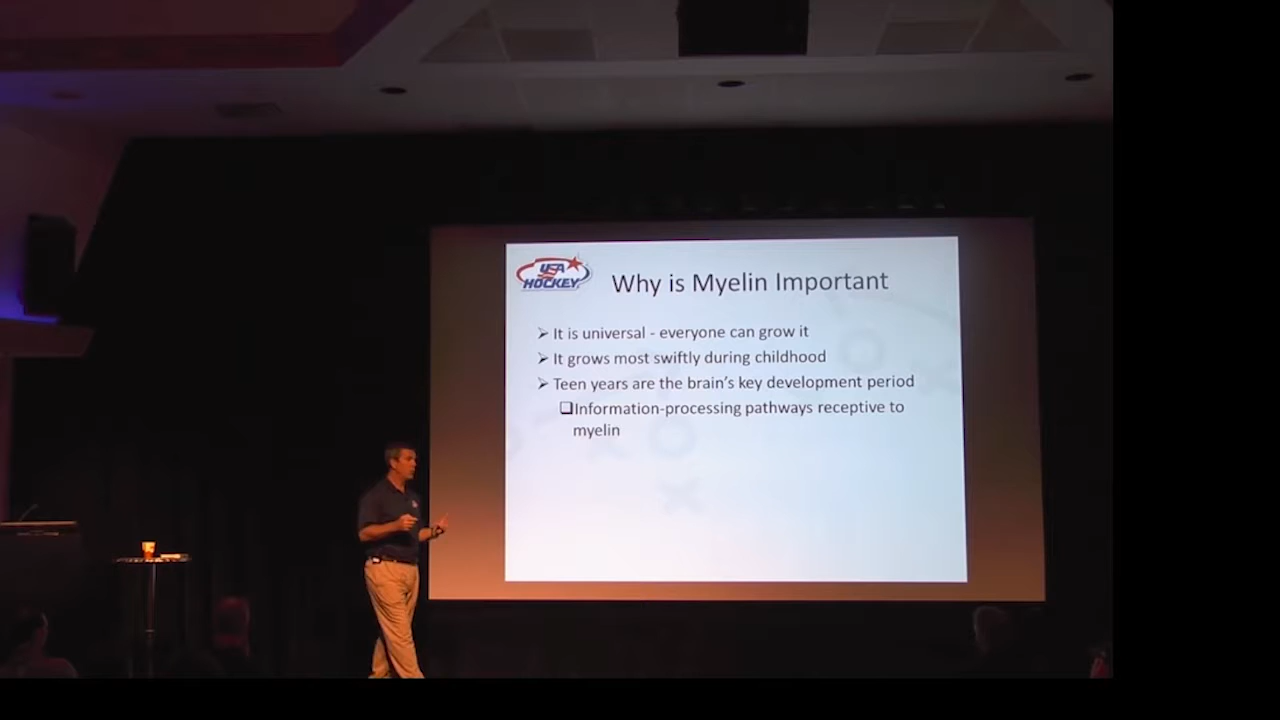 USA
HOCKEY
Why is Myelin Important
➢ It is universal - everyone can grow it
➢ It grows most swiftly during childhood
➢ Teen years are the brain's key development period
❑Information-processing pathways receptive to
myelin